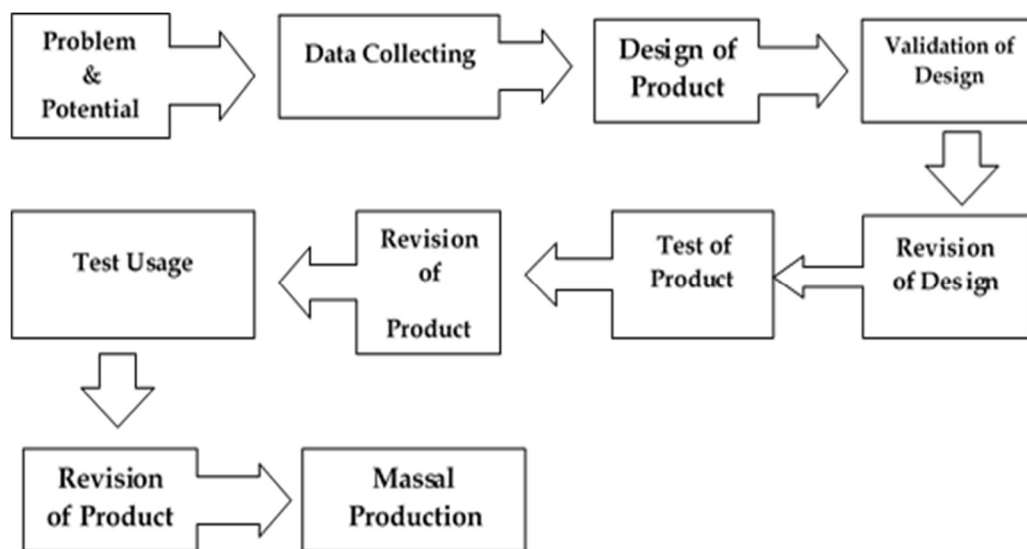 Problem
&
Potential
Data Collecting
Design of
Product
Validation of
Design
Revision
of Design
Test of
Product
Revision
of
Product
Test Usage
Revision
of Product
Massal
Production